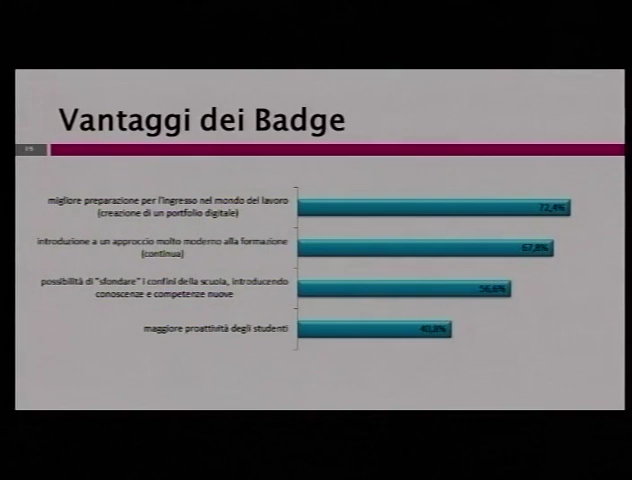 Vantaggi dei Badge
migliore preparazione per l'ingresso nel mondo del lavoro
(creazione di un portfolio digitale)
72,4%
introduzione a un approccio molto moderno alla formazione
(continua)
67,8%
possibilità di "sfondare" i confini della scuola, introducendo
conoscenze e competenze nuove
56,6%
maggiore proattività degli studenti
40,8%